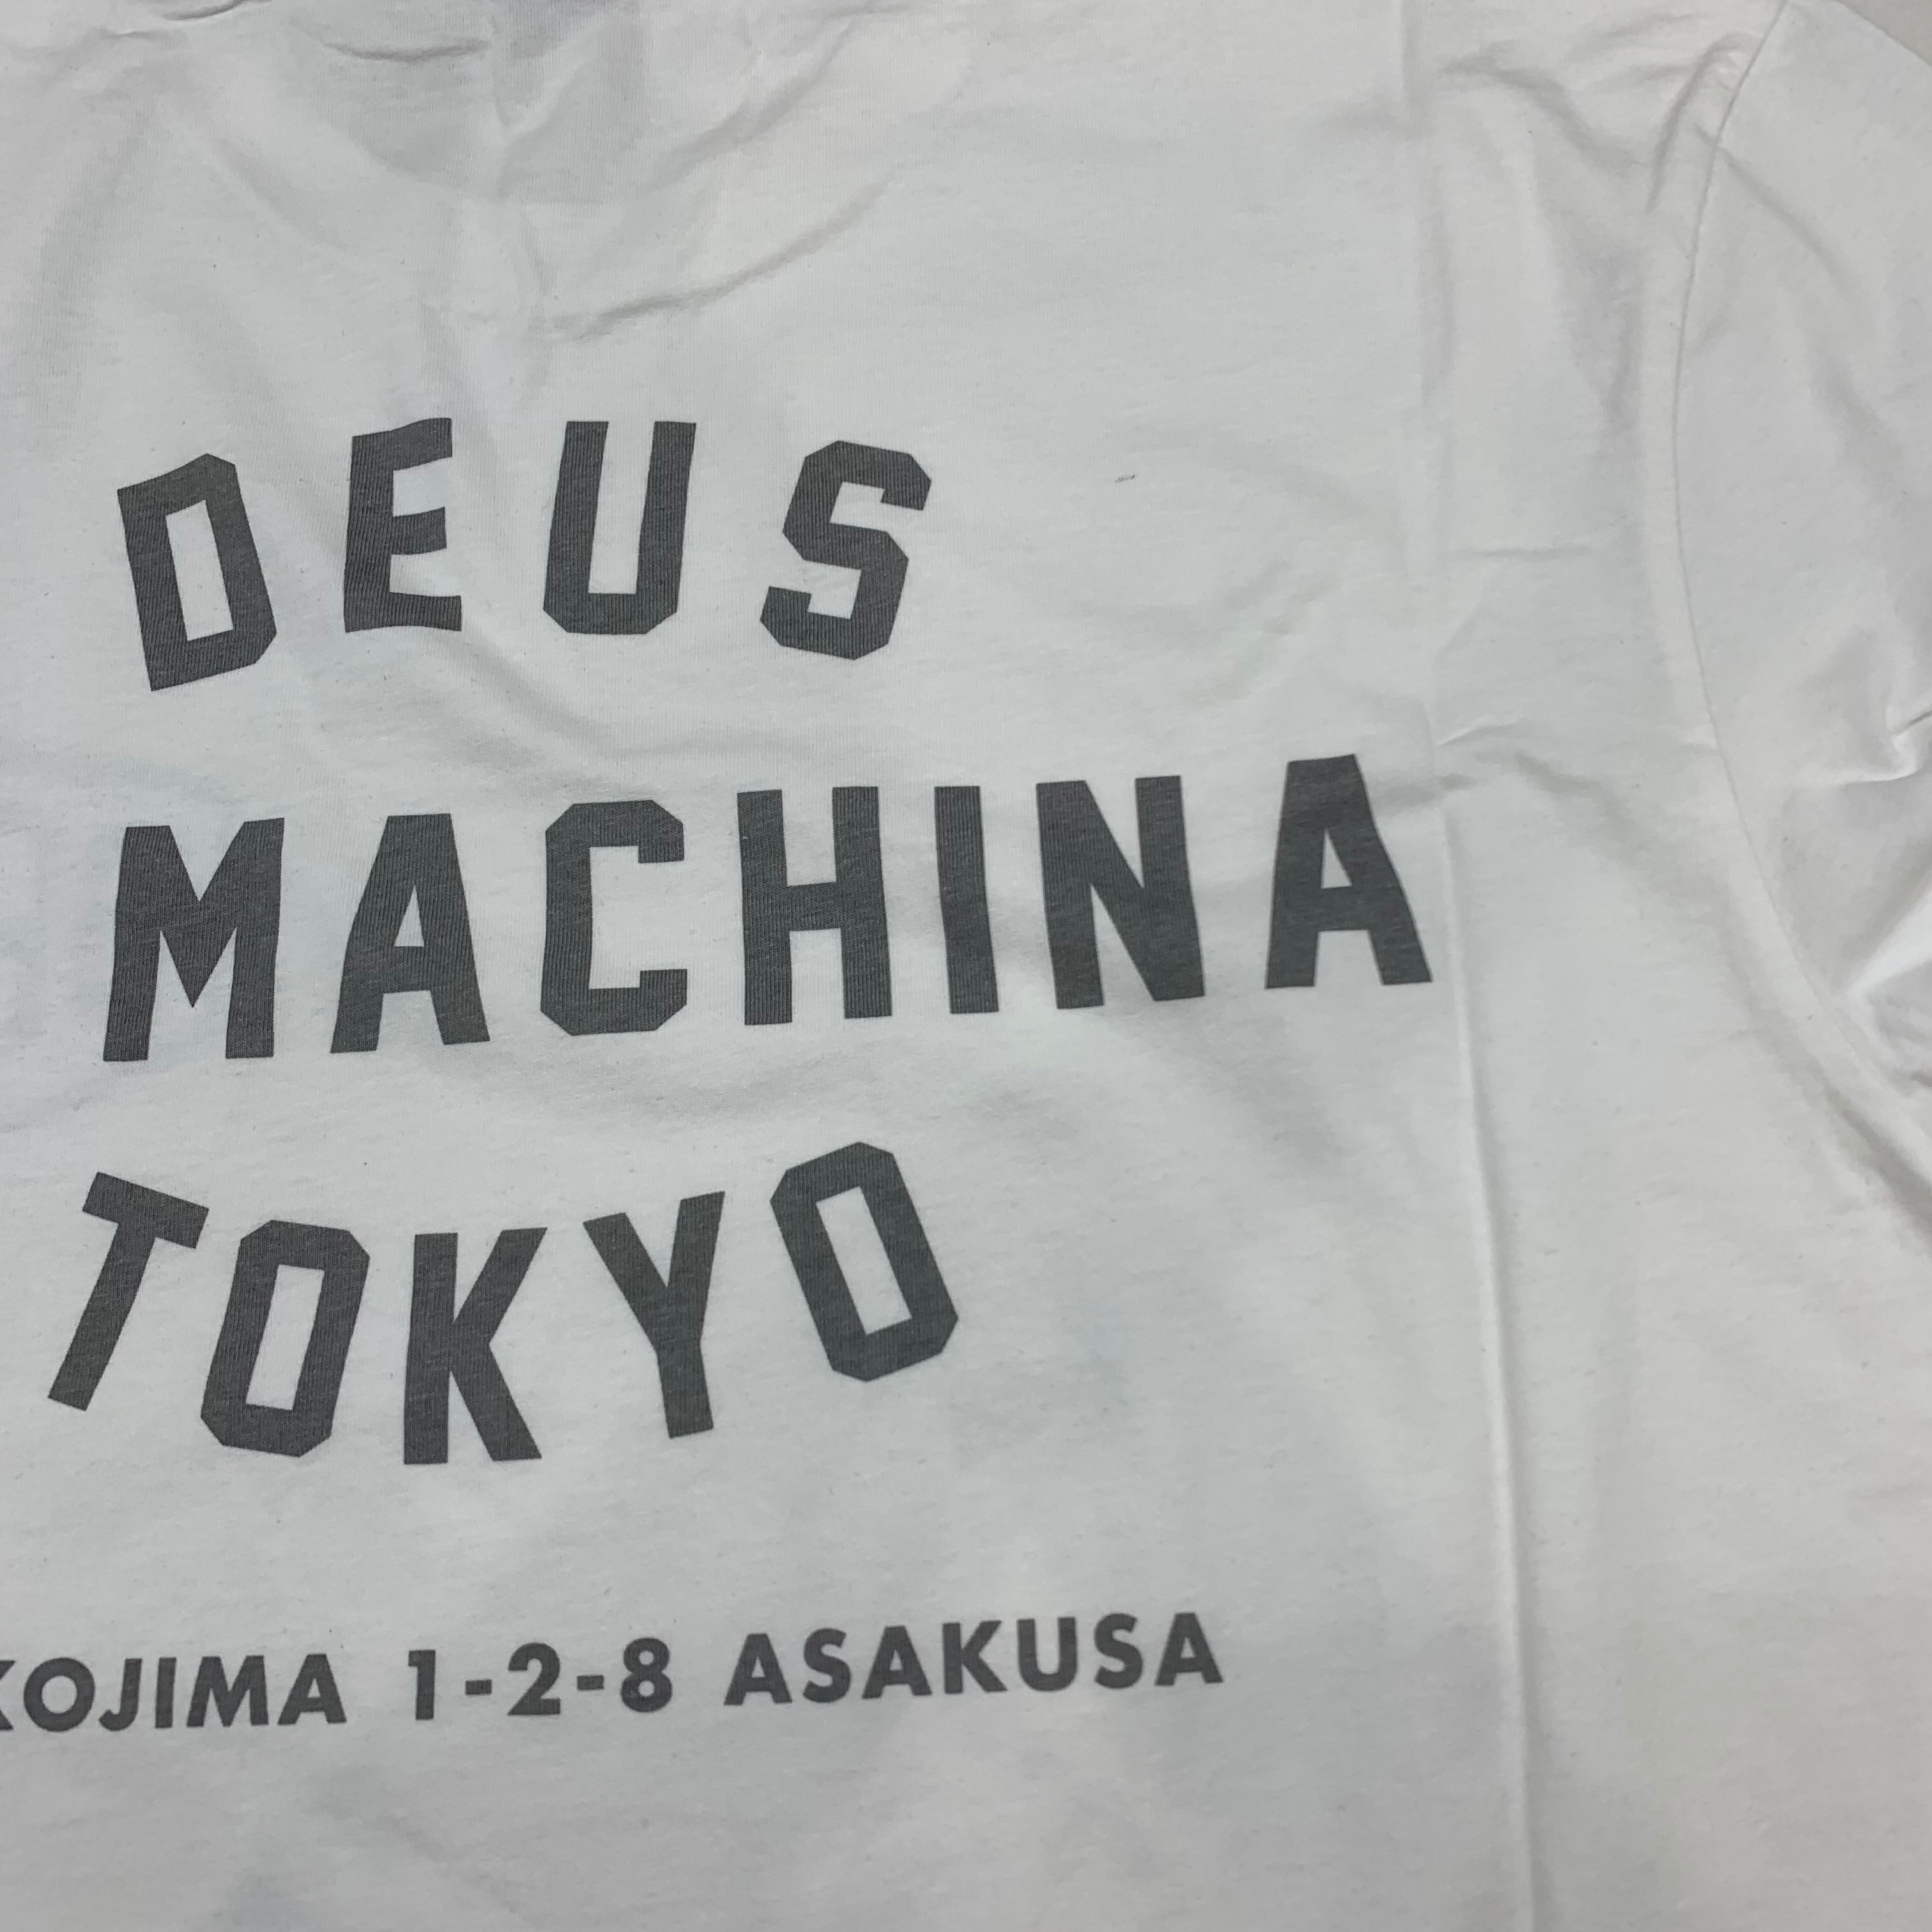 DEUS
MACHINA
TOKYO
KOJIMA 1-2-8 ASAKUSA